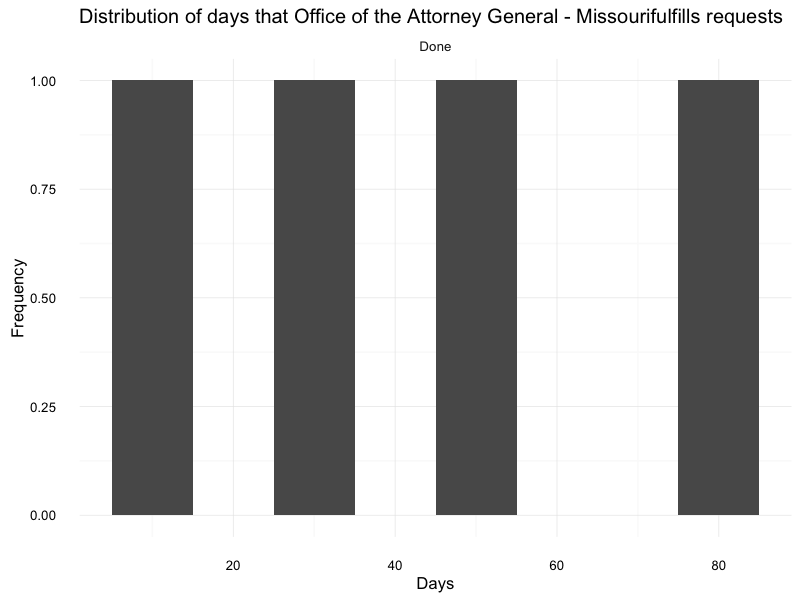 Distribution of days that Office of the Attorney General - Missourifulfills requests
Done
1.00
0.75
0.50
0.25
0.00
Frequency
20 40 60 80
Days